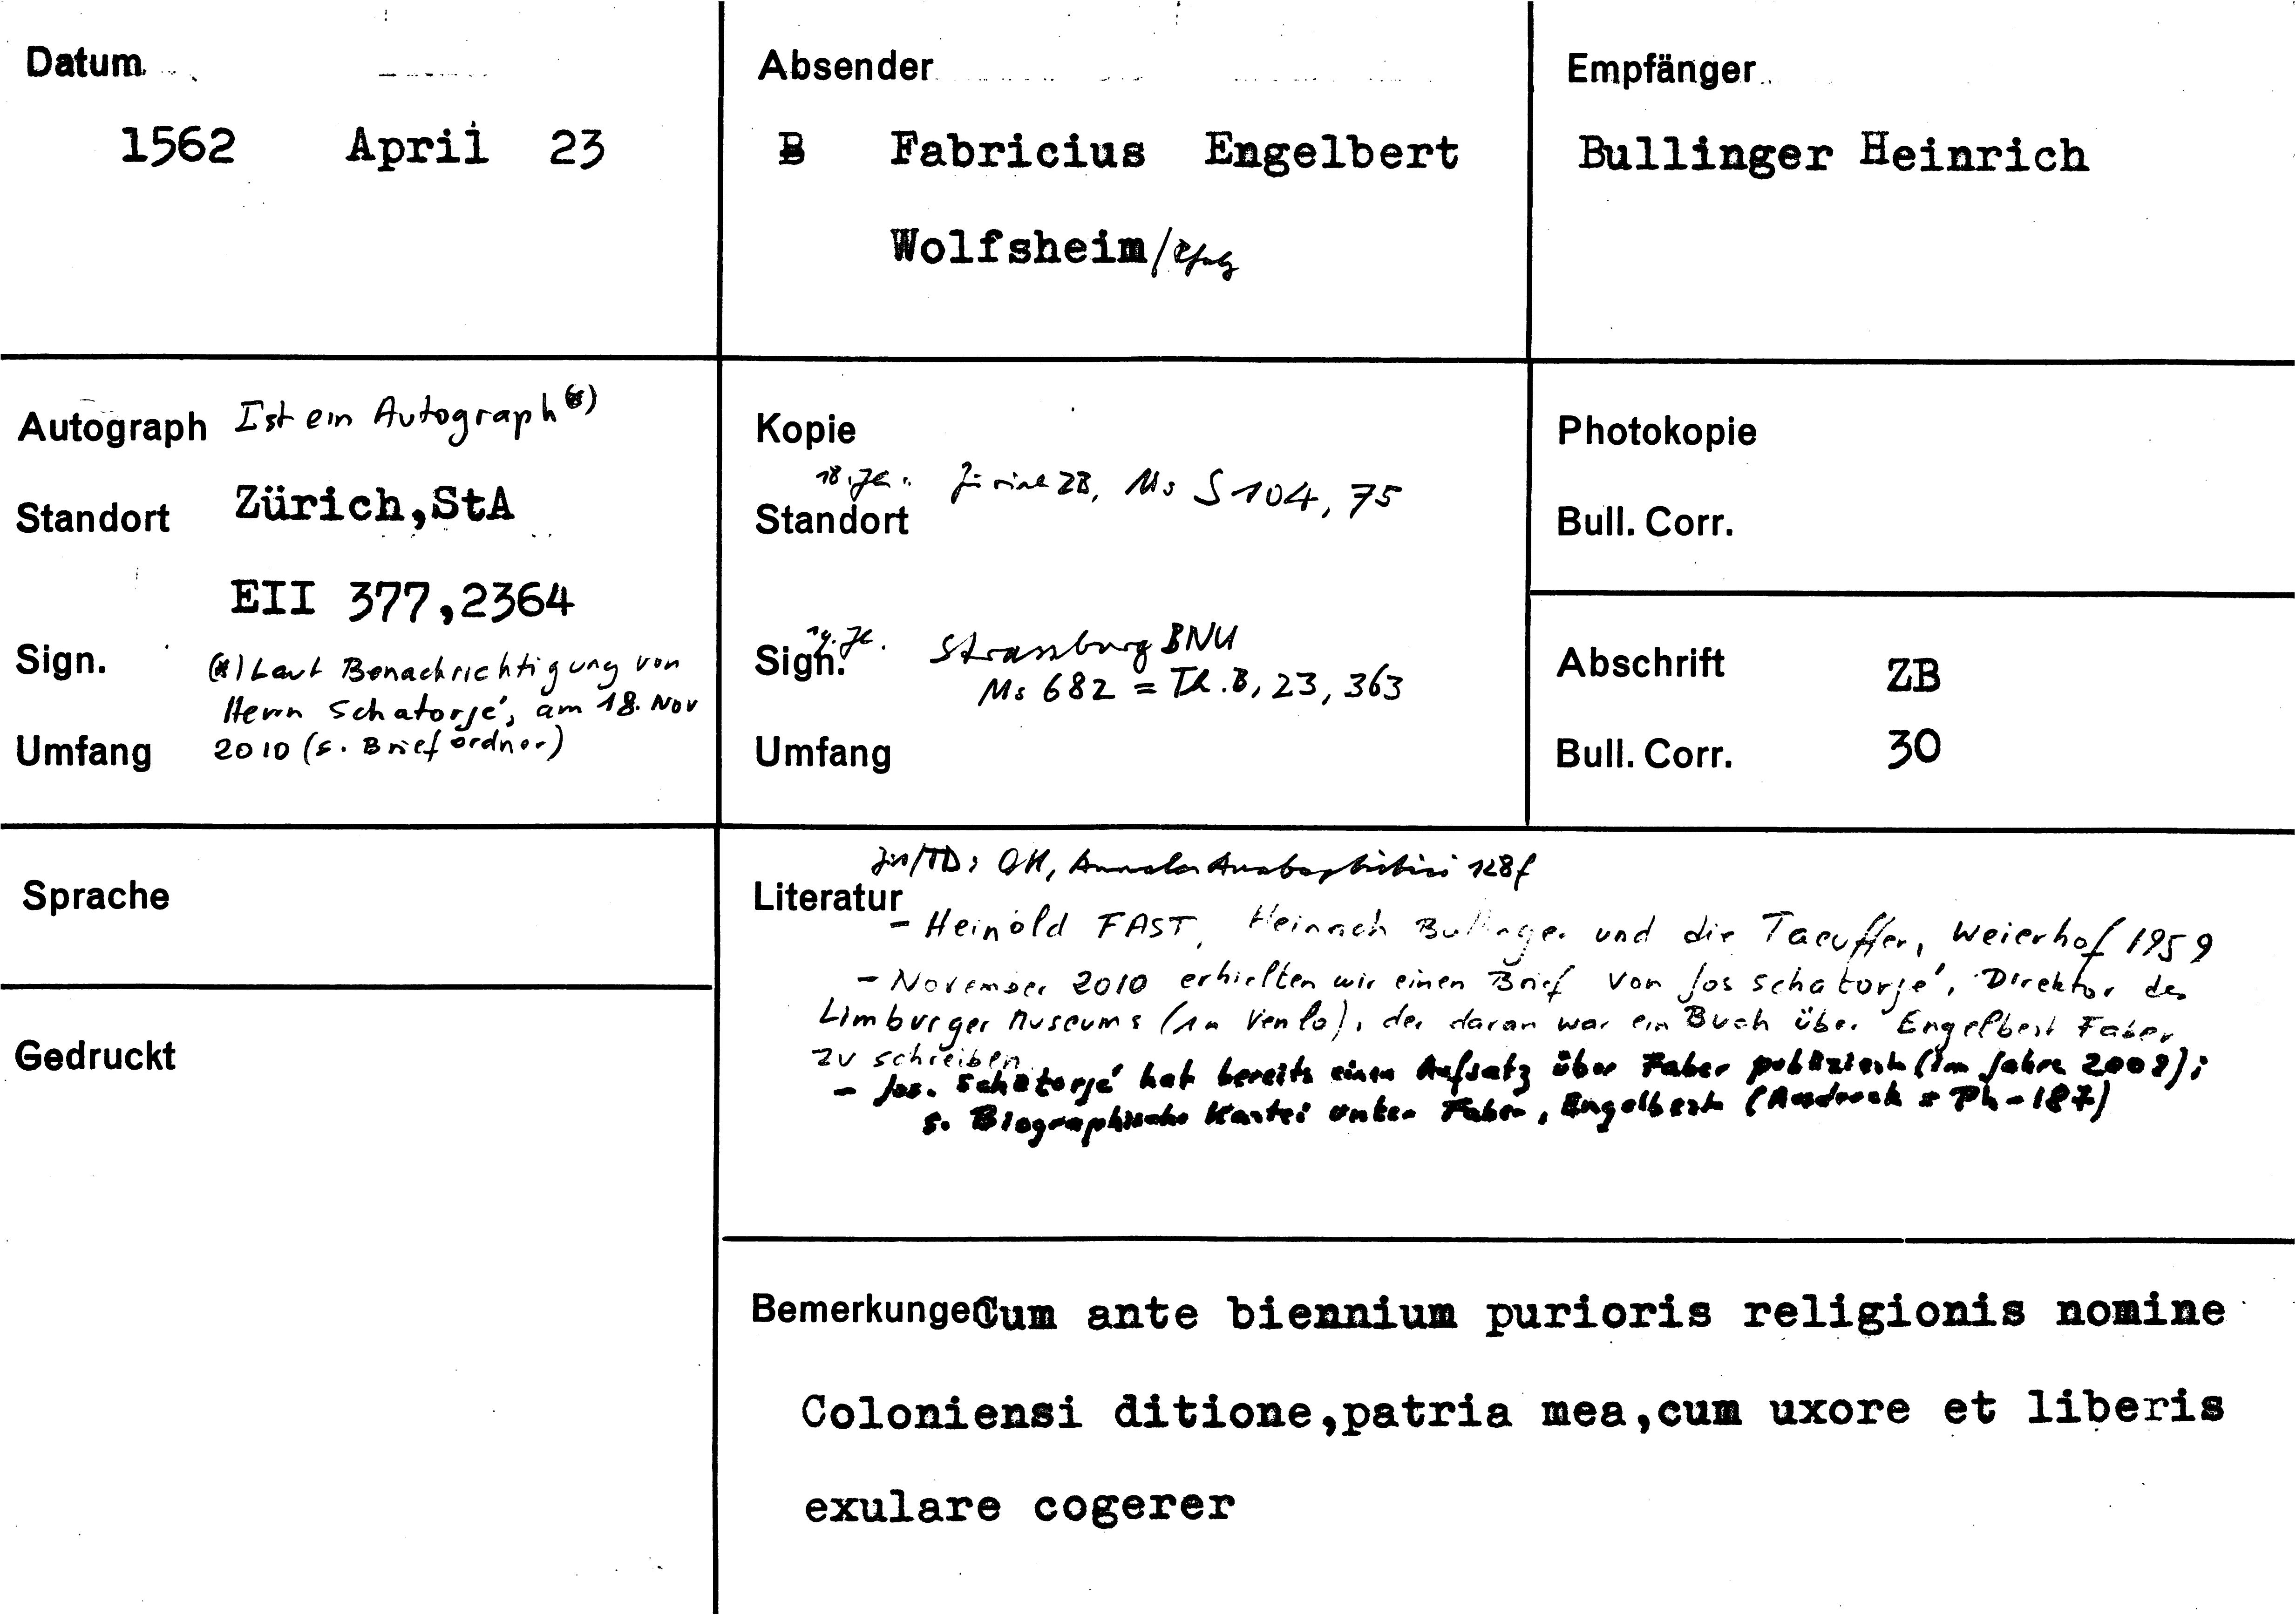 Datum
1562 April 23
Absender
B Fabricius Engelbert
Wolfsheim/Pfalz
Empfänger
Bullinger Heinrich
Autograph Ist ein Autograph (*)
Standort Zürich,StA
EII 377,2364
Sign. (*) Laut Benachrichtigung von
Herrn Schatorjé, am 18. Nov
Umfang 2010 (s. Briefordner)
Kopie
18. Jh. Zürich ZB, Ms S 104, 75
Standort
Sign. 19. Jh. Strassburg BNU
Ms 682 = Th. B, 23, 363
Umfang
Photokopie
Bull. Corr.
Abschrift ZB
Bull. Corr. 30
Sprache
Gedruckt
128f
Literatur
- Heinold FAST, Heinrich Bullinger und die Taeuffer, Weierhof 1959
- November 2010 erhielten wir einen Brief von Jos Schatorjé, Direktor des
Limburger Museums (in Venlo), der daran war ein Buch über Engelbert Faber
zu schreiben
- Jos. Schatorjé hat bereits einen Aufsatz über Faber publiziert (im Jahre 2008);
s. Biographische Kartei unter Faber, Engelbert (Ausdruck = Ph-187)
Bemerkungen Cum ante biennium purioris religionis nomine
Coloniensi ditione,patria mea,cum uxore et liberis
exulare cogerer